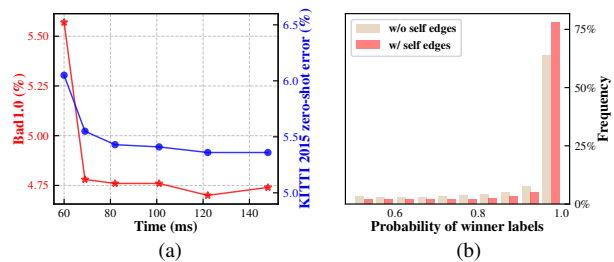 5.50
5.25
5.00
4.75
Bad1.0 (%)
6.5
6.0
5.5
5.0
KITTI 2015 zero-shot error (%)
60 80 100 120 140
Time (ms)
(a)
w/o self edges
w/ self edges
75%
50%
25%
0%
Frequency
0.6 0.8 1.0
Probability of winner labels
(b)